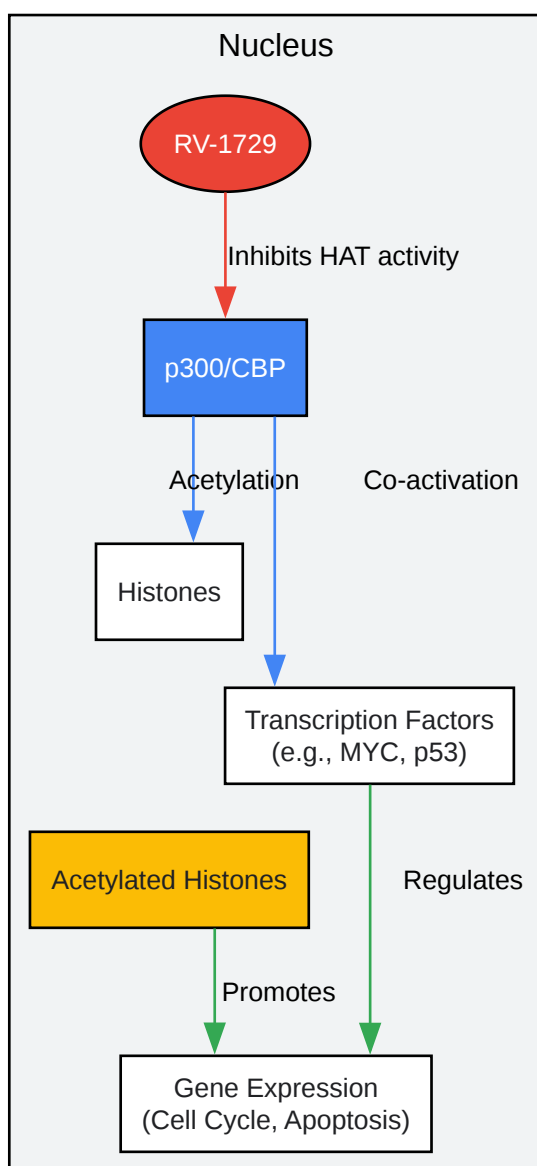 Nucleus
RV-1729
Inhibits HAT activity
p300/CBP
Acetylation
Co-activation
Histones
Transcription Factors
(e.g., MYC, p53)
Acetylated Histones
Regulates
Promotes
Gene Expression
(Cell Cycle, Apoptosis)